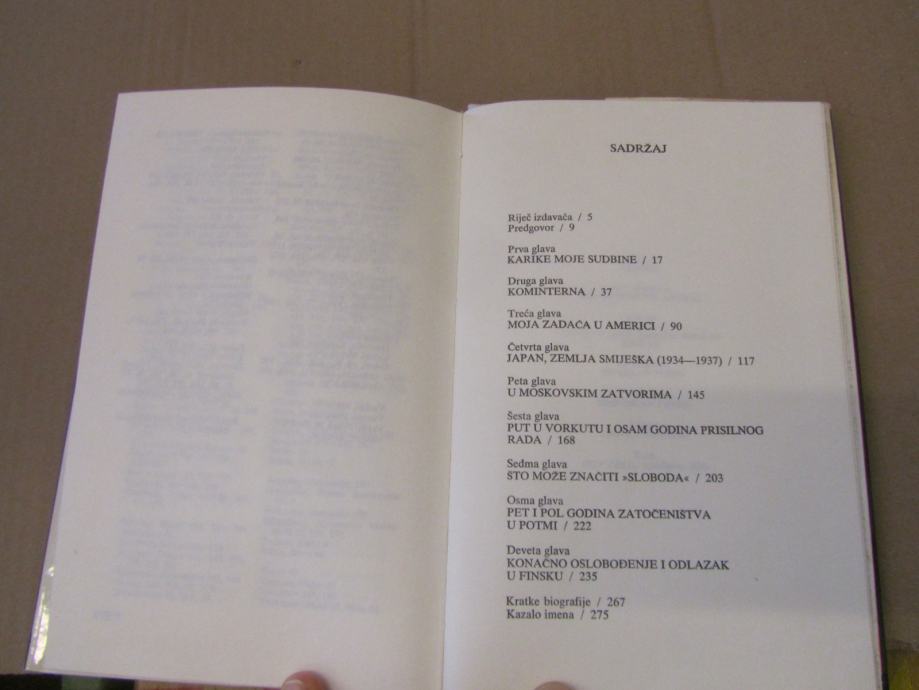 SADRŽAJ
Riječ izdavača / 5
Predgovor / 9
Prva glava
KARIKE MOJE SUDBINE / 17
Druga glava
KOMINTERNA / 37
Treća glava
MOJA ZADAĆA U AMERICI / 90
Četvrta glava
JAPAN, ZEMLJA SMIJEŠKA (1934—1937) / 117
Peta glava
U MOSKOVSKIM ZATVORIMA / 145
Šesta glava
PUT U VORKUTU I OSAM GODINA PRISILNOG
RADA / 168
Sedma glava
ŠTO MOŽE ZNAČITI »SLOBODA« / 203
Osma glava
PET I POL GODINA ZATOČENIŠTVA
U POTMI / 222
Deveta glava
KONAČNO OSLOBOĐENJE I ODLAZAK
U FINSKU / 235
Kratke biografije / 267
Kazalo imena / 275